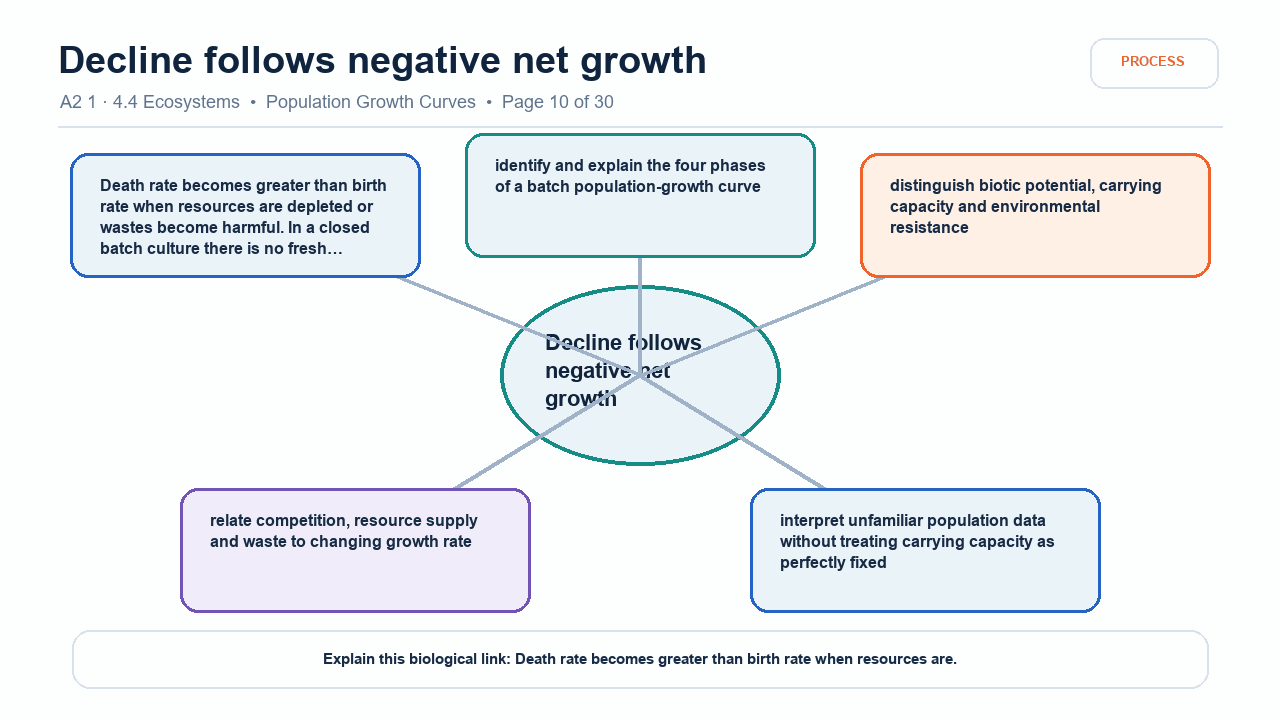 Decline follows negative net growth
PROCESS
A2 1 · 4.4 Ecosystems • Population Growth Curves • Page 10 of 30
Death rate becomes greater than birth
rate when resources are depleted or
wastes become harmful. In a closed
batch culture there is no fresh…
identify and explain the four phases
of a batch population-growth curve
distinguish biotic potential, carrying
capacity and environmental
resistance
Decline follows
negative net
growth
relate competition, resource supply
and waste to changing growth rate
interpret unfamiliar population data
without treating carrying capacity as
perfectly fixed
Explain this biological link: Death rate becomes greater than birth rate when resources are.